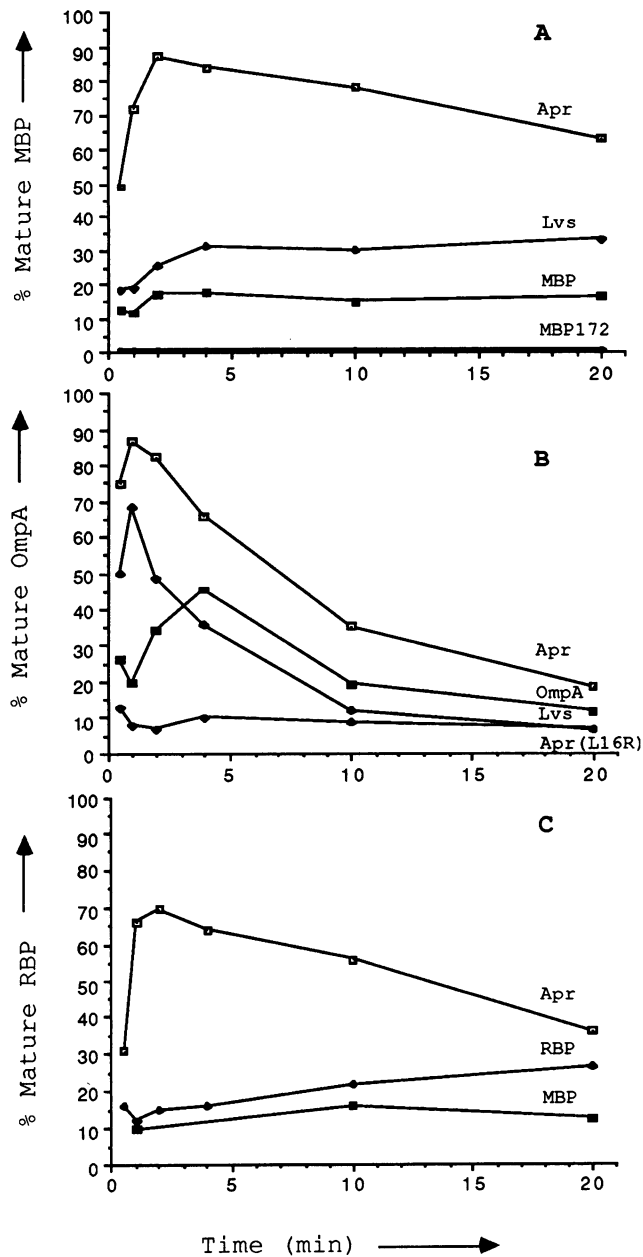 A
% Mature MBP
100
90
80
70
60
50
40
30
20
10
0
Apr
Lvs
MBP
MBP172
0 5 10 15 20
B
% Mature OmpA
100
90
80
70
60
50
40
30
20
10
0
Apr
OmpA
Lvs
Apr(L16R)
0 5 10 15 20
C
% Mature RBP
100
90
80
70
60
50
40
30
20
10
0
Apr
RBP
MBP
0 5 10 15 20
Time (min)